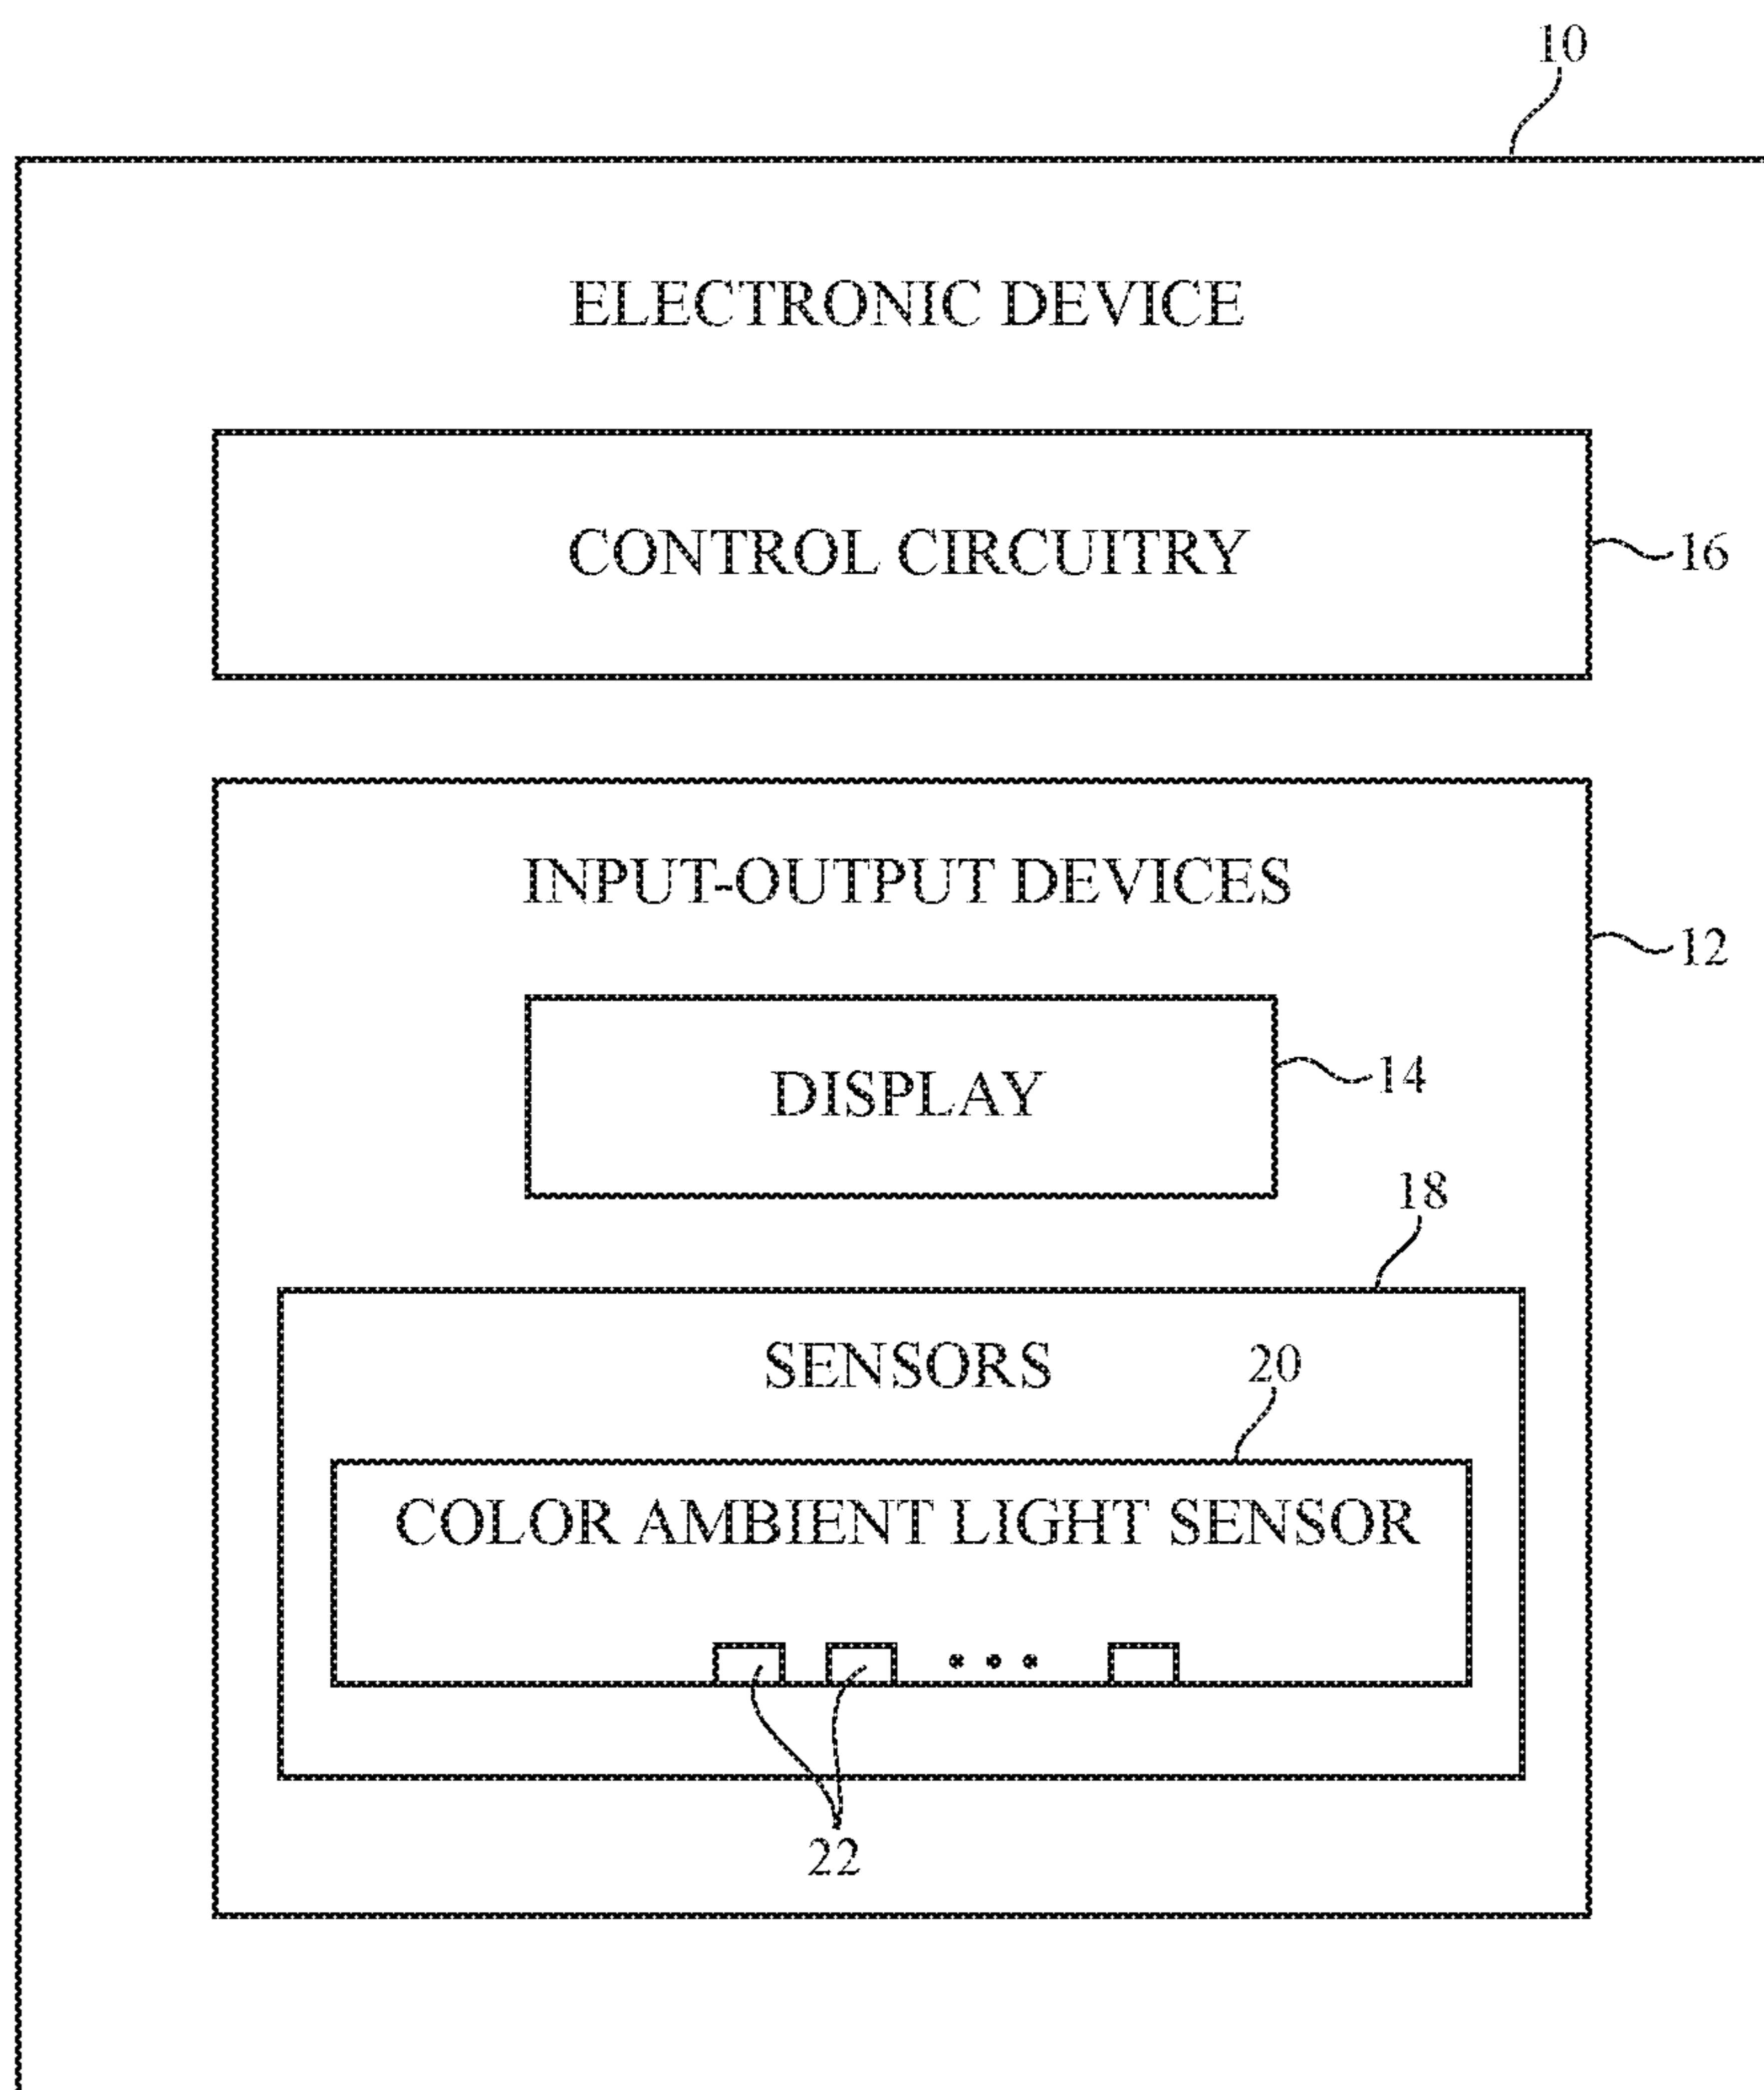 10
ELECTRONIC DEVICE
CONTROL CIRCUITRY
16
INPUT-OUTPUT DEVICES
12
DISPLAY
14
18
SENSORS
20
COLOR AMBIENT LIGHT SENSOR
22